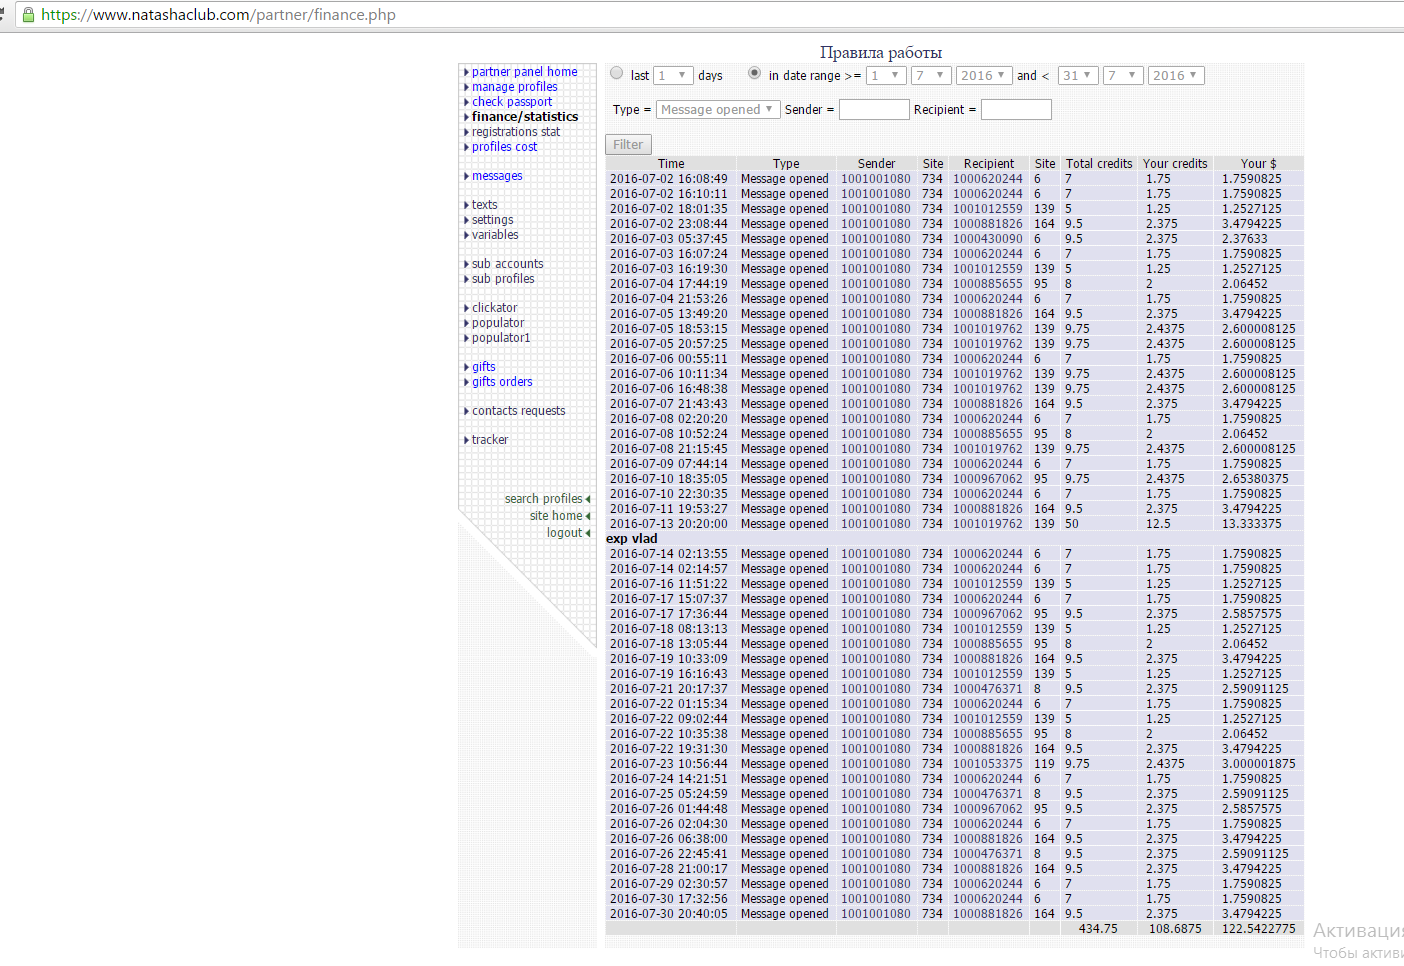 https://www.natashaclub.com/partner/finance.php
Правила работы
partner panel home
manage profiles
check passport
finance/statistics
registrations stat
profiles cost
messages
texts
settings
variables
sub accounts
sub profiles
clickator
populator
populator1
gifts
gifts orders
contacts requests
tracker
search profiles
site home
logout
last 1 days in date range >= 1 7 2016 and < 31 7 2016
Type = Message opened Sender = Recipient =
Filter
Time Type Sender Site Recipient Site Total credits Your credits Your $
2016-07-02 16:08:49 Message opened 1001001080 734 1000620244 6 7 1.75 1.7590825
2016-07-02 16:10:11 Message opened 1001001080 734 1000620244 6 7 1.75 1.7590825
2016-07-02 18:01:35 Message opened 1001001080 734 1001012559 139 5 1.25 1.2527125
2016-07-02 23:08:44 Message opened 1001001080 734 1000881826 164 9.5 2.375 3.4794225
2016-07-03 05:37:45 Message opened 1001001080 734 1000430090 6 9.5 2.375 2.37633
2016-07-03 16:07:24 Message opened 1001001080 734 1000620244 6 7 1.75 1.7590825
2016-07-03 16:19:30 Message opened 1001001080 734 1001012559 139 5 1.25 1.2527125
2016-07-04 17:44:19 Message opened 1001001080 734 1000885655 95 8 2 2.06452
2016-07-04 21:53:26 Message opened 1001001080 734 1000620244 6 7 1.75 1.7590825
2016-07-05 13:49:20 Message opened 1001001080 734 1000881826 164 9.5 2.375 3.4794225
2016-07-05 18:53:15 Message opened 1001001080 734 1001019762 139 9.75 2.4375 2.600008125
2016-07-05 20:57:25 Message opened 1001001080 734 1001019762 139 9.75 2.4375 2.600008125
2016-07-06 00:55:11 Message opened 1001001080 734 1000620244 6 7 1.75 1.7590825
2016-07-06 10:11:34 Message opened 1001001080 734 1001019762 139 9.75 2.4375 2.600008125
2016-07-06 16:48:38 Message opened 1001001080 734 1001019762 139 9.75 2.4375 2.600008125
2016-07-07 21:43:43 Message opened 1001001080 734 1000881826 164 9.5 2.375 3.4794225
2016-07-08 02:20:20 Message opened 1001001080 734 1000620244 6 7 1.75 1.7590825
2016-07-08 10:52:24 Message opened 1001001080 734 1000885655 95 8 2 2.06452
2016-07-08 21:15:45 Message opened 1001001080 734 1001019762 139 9.75 2.4375 2.600008125
2016-07-09 07:44:14 Message opened 1001001080 734 1000620244 6 7 1.75 1.7590825
2016-07-10 18:35:05 Message opened 1001001080 734 1000967062 95 9.75 2.4375 2.65380375
2016-07-10 22:30:35 Message opened 1001001080 734 1000620244 6 7 1.75 1.7590825
2016-07-11 19:53:27 Message opened 1001001080 734 1000881826 164 9.5 2.375 3.4794225
2016-07-13 20:20:00 Message opened 1001001080 734 1001019762 139 50 12.5 13.333375
exp vlad
2016-07-14 02:13:55 Message opened 1001001080 734 1000620244 6 7 1.75 1.7590825
2016-07-14 02:14:57 Message opened 1001001080 734 1000620244 6 7 1.75 1.7590825
2016-07-16 11:51:22 Message opened 1001001080 734 1001012559 139 5 1.25 1.2527125
2016-07-17 15:07:37 Message opened 1001001080 734 1000620244 6 7 1.75 1.7590825
2016-07-17 17:36:44 Message opened 1001001080 734 1000967062 95 9.5 2.375 2.5857575
2016-07-18 08:13:13 Message opened 1001001080 734 1001012559 139 5 1.25 1.2527125
2016-07-18 13:05:44 Message opened 1001001080 734 1000885655 95 8 2 2.06452
2016-07-19 10:33:09 Message opened 1001001080 734 1000881826 164 9.5 2.375 3.4794225
2016-07-19 16:16:43 Message opened 1001001080 734 1001012559 139 5 1.25 1.2527125
2016-07-21 20:17:37 Message opened 1001001080 734 1000476371 8 9.5 2.375 2.59091125
2016-07-22 01:15:34 Message opened 1001001080 734 1000620244 6 7 1.75 1.7590825
2016-07-22 09:02:44 Message opened 1001001080 734 1001012559 139 5 1.25 1.2527125
2016-07-22 10:35:38 Message opened 1001001080 734 1000885655 95 8 2 2.06452
2016-07-22 19:31:30 Message opened 1001001080 734 1000881826 164 9.5 2.375 3.4794225
2016-07-23 10:56:44 Message opened 1001001080 734 1001053375 119 9.75 2.4375 3.000001875
2016-07-24 14:21:51 Message opened 1001001080 734 1000620244 6 7 1.75 1.7590825
2016-07-25 05:24:59 Message opened 1001001080 734 1000476371 8 9.5 2.375 2.59091125
2016-07-26 01:44:48 Message opened 1001001080 734 1000967062 95 9.5 2.375 2.5857575
2016-07-26 02:04:30 Message opened 1001001080 734 1000620244 6 7 1.75 1.7590825
2016-07-26 06:38:00 Message opened 1001001080 734 1000881826 164 9.5 2.375 3.4794225
2016-07-26 22:45:41 Message opened 1001001080 734 1000476371 8 9.5 2.375 2.59091125
2016-07-28 21:00:17 Message opened 1001001080 734 1000881826 164 9.5 2.375 3.4794225
2016-07-29 02:30:57 Message opened 1001001080 734 1000620244 6 7 1.75 1.7590825
2016-07-30 17:32:56 Message opened 1001001080 734 1000620244 6 7 1.75 1.7590825
2016-07-30 20:40:05 Message opened 1001001080 734 1000881826 164 9.5 2.375 3.4794225
434.75 108.6875 122.5422775
Активация
Чтобы активи